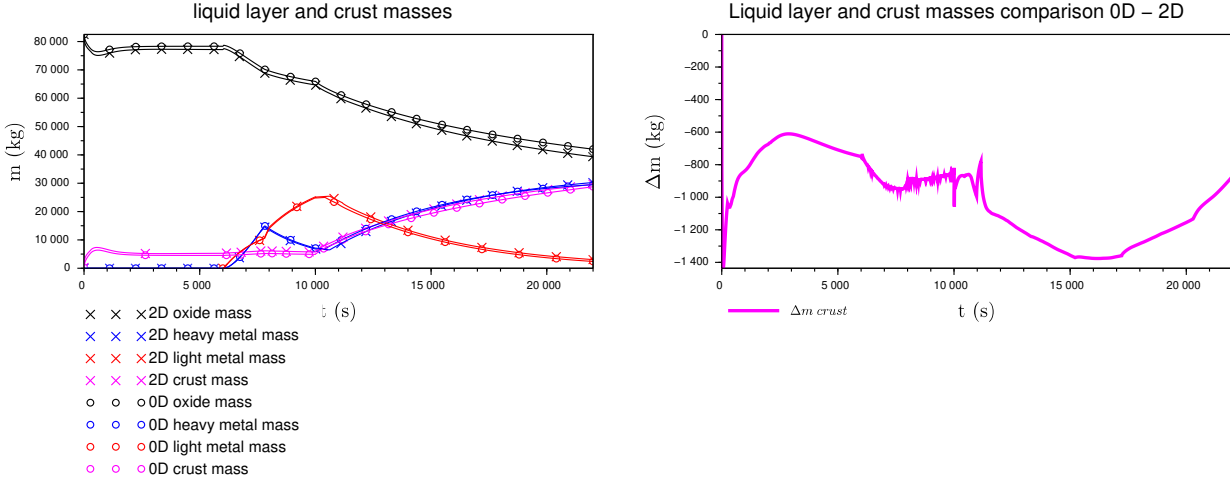 liquid layer and crust masses
80 000
70 000
60 000
50 000
40 000
30 000
20 000
10 000
0
m (kg)
0
5 000
10 000
15 000
20 000
t (s)
2D oxide mass
2D heavy metal mass
2D light metal mass
2D crust mass
0D oxide mass
0D heavy metal mass
0D light metal mass
0D crust mass
Liquid layer and crust masses comparison 0D − 2D
0
−200
−400
−600
−800
−1 000
−1 200
−1 400
Δm (kg)
0
5 000
10 000
15 000
20 000
t (s)
Δm crust